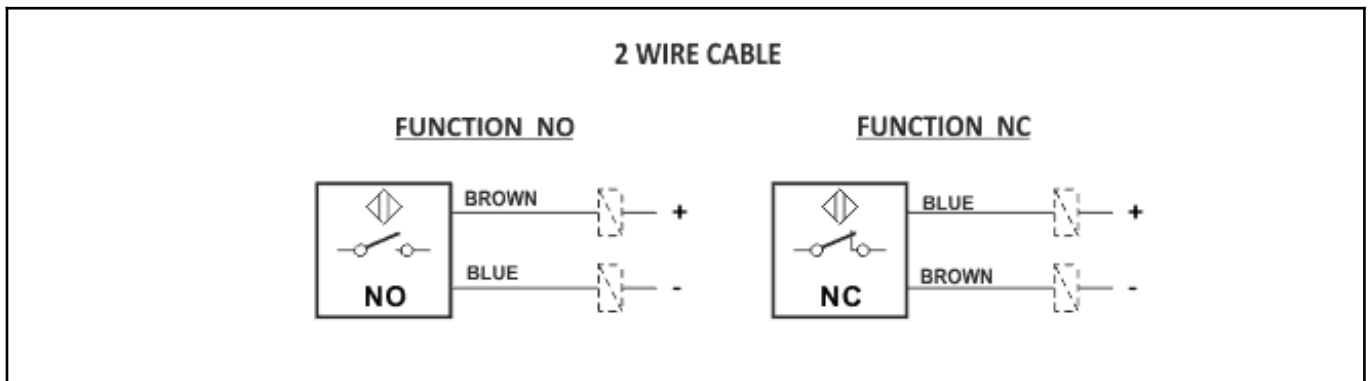 2 WIRE CABLE
FUNCTION NO
BROWN
+
BLUE
-
NO
FUNCTION NC
BLUE
+
BROWN
-
NC